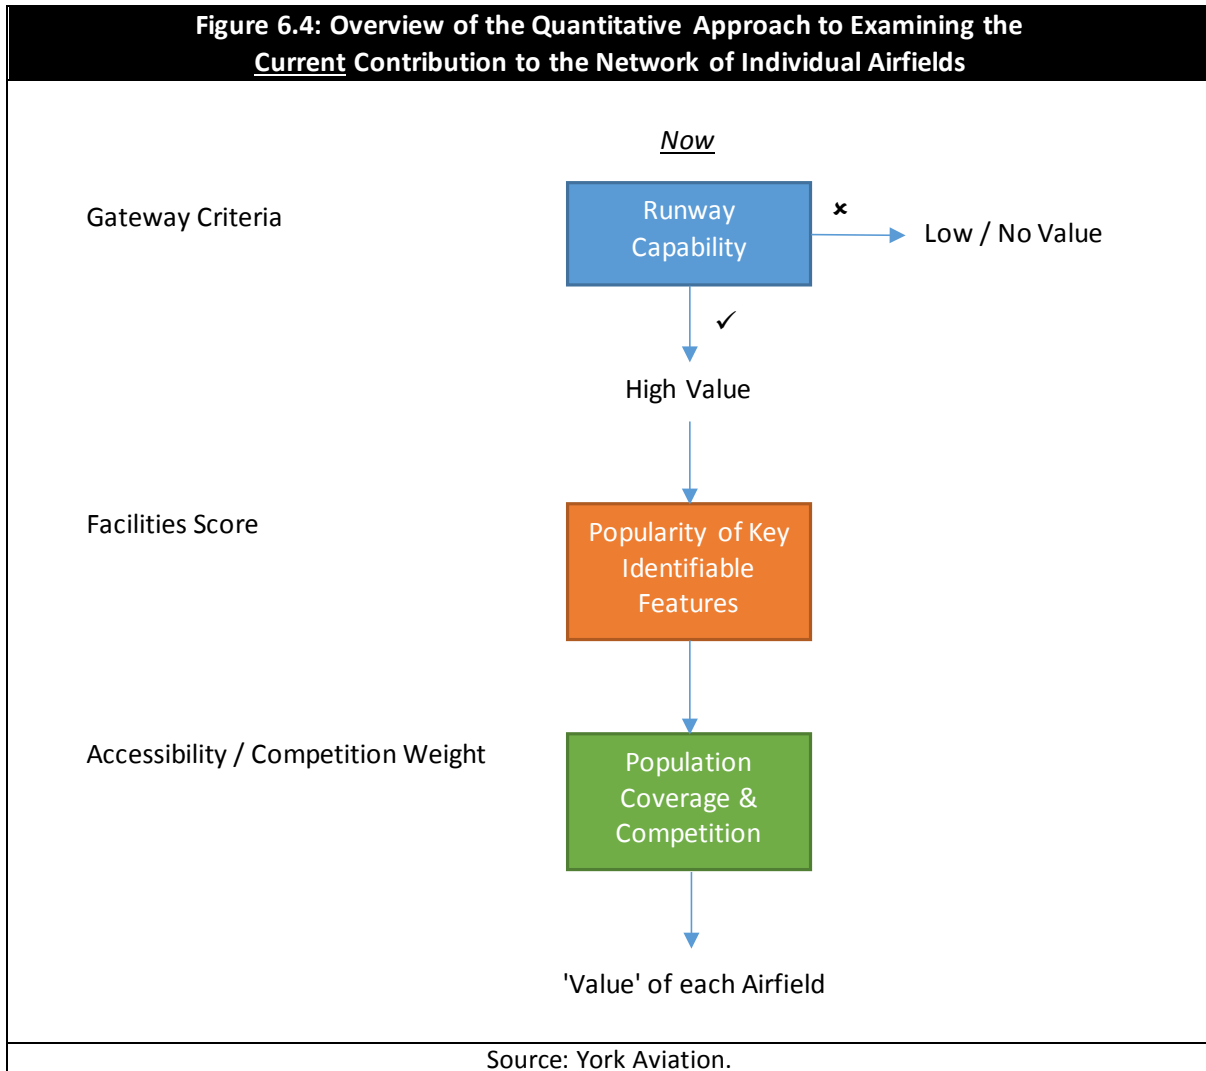 Figure 6.4: Overview of the Quantitative Approach to Examining the
Current Contribution to the Network of Individual Airfields
Now
Gateway Criteria
Runway
Capability
✗
Low / No Value
✓
High Value
Facilities Score
Popularity of Key
Identifiable
Features
Accessibility / Competition Weight
Population
Coverage &
Competition
'Value' of each Airfield
Source: York Aviation.